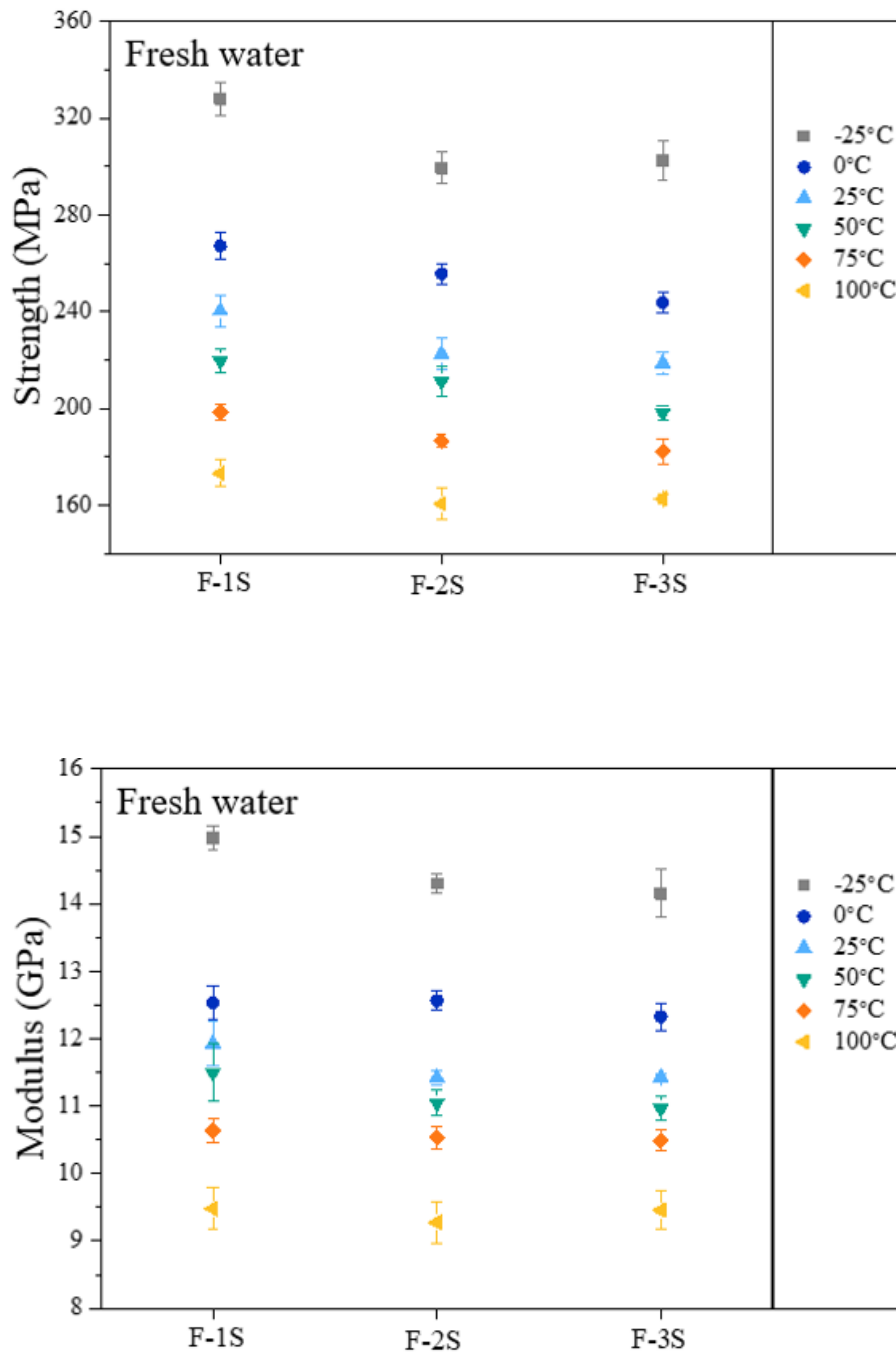 360
Fresh water
320
280
240
200
160
Strength (MPa)
F-1S
F-2S
F-3S
-25°C
0°C
25°C
50°C
75°C
100°C
16
Fresh water
15
14
13
12
11
10
9
8
Modulus (GPa)
F-1S
F-2S
F-3S
-25°C
0°C
25°C
50°C
75°C
100°C